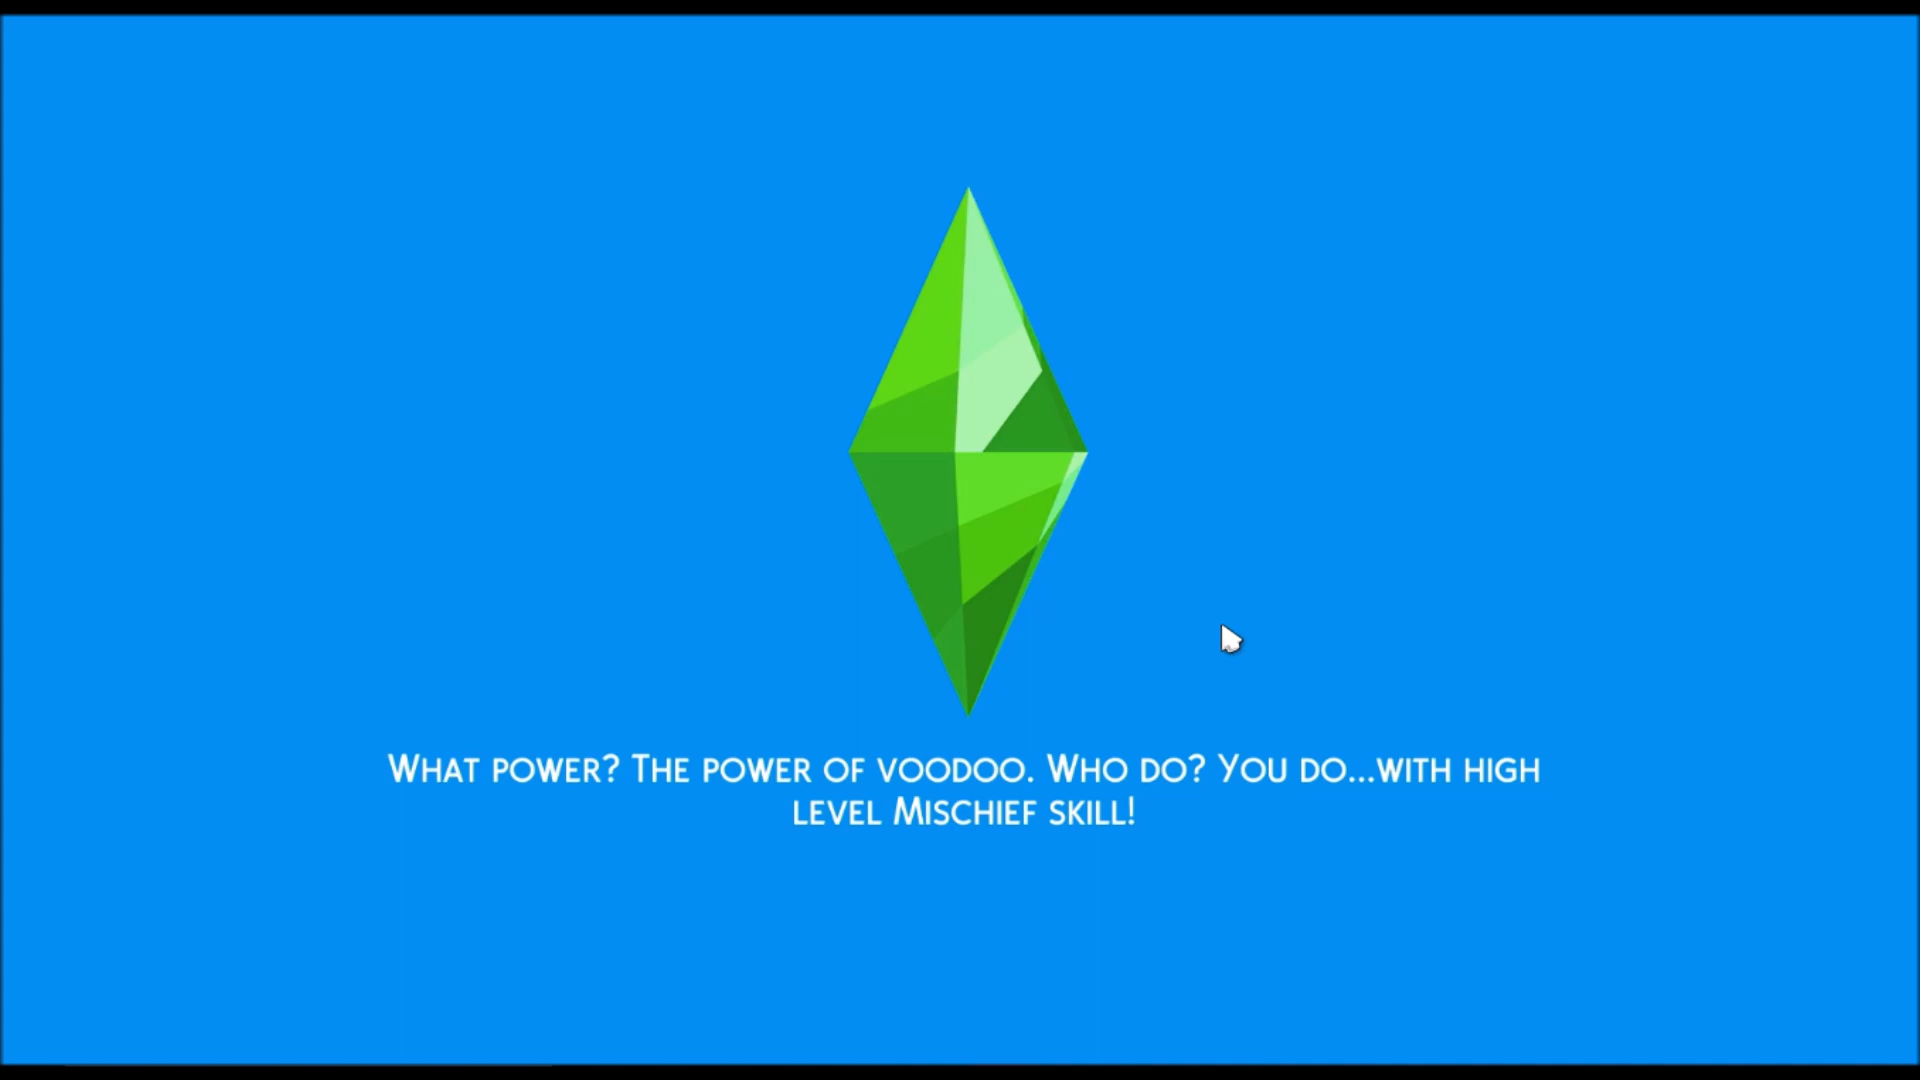 What power? The power of voodoo. Who do? You do...with high
level Mischief skill!